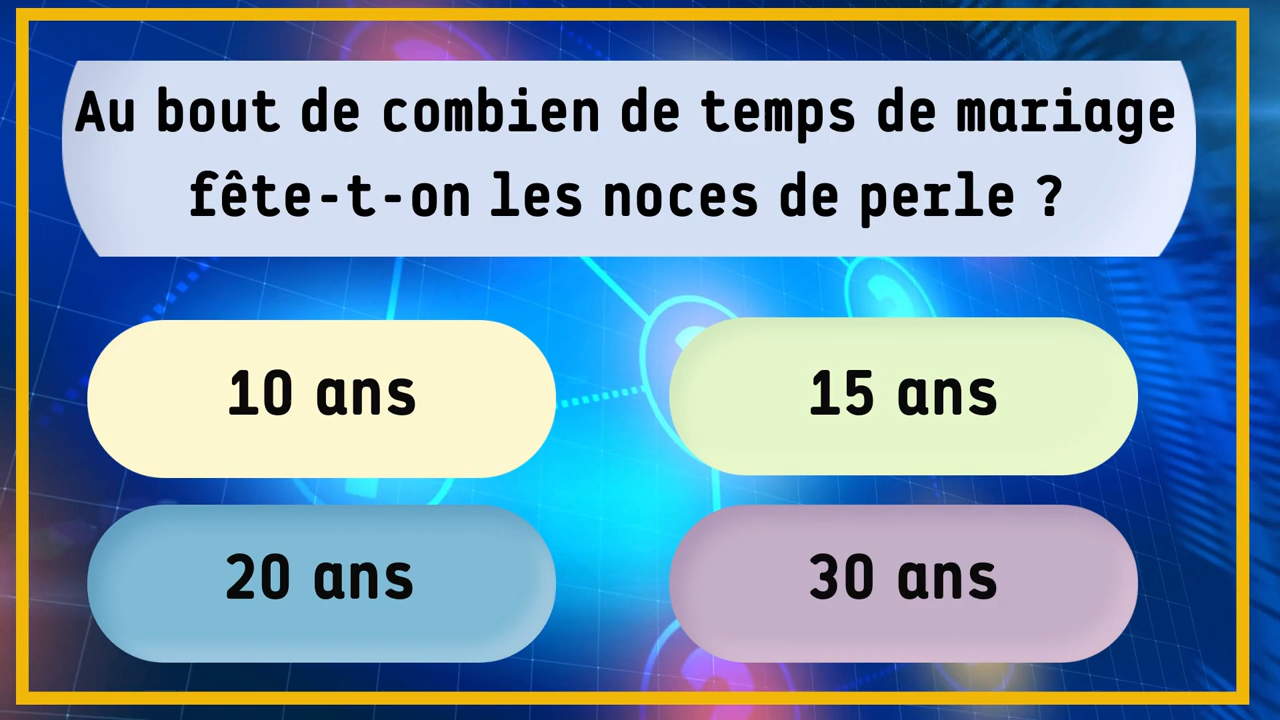 Au bout de combien de temps de mariage
fête-t-on les noces de perle ?
10 ans
15 ans
20 ans
30 ans